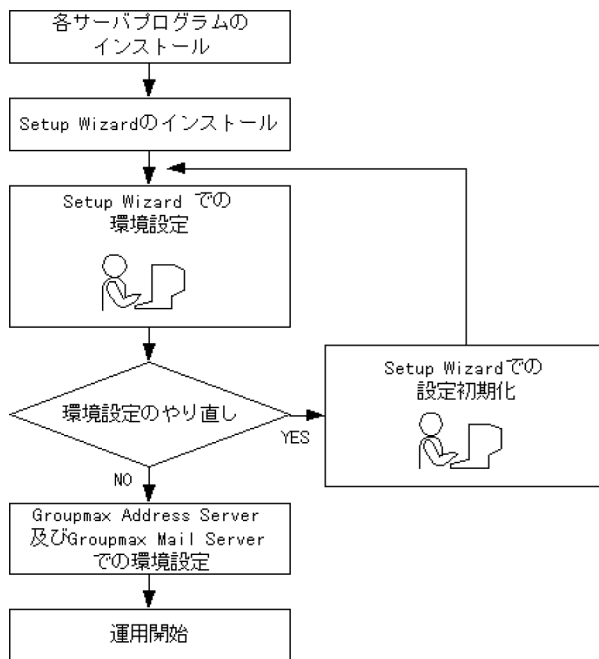 各サーバプログラムの
インストール
Setup Wizardのインストール
Setup Wizard での
環境設定
環境設定のやり直し
YES
Setup Wizardでの
設定初期化
NO
Groupmax Address Server
及びGroupmax Mail Server
での環境設定
運用開始